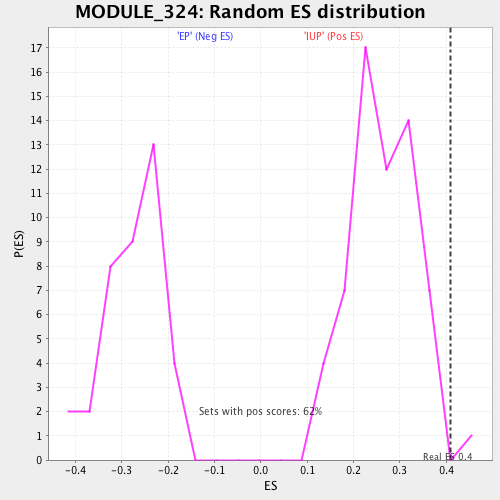 MODULE_324: Random ES distribution
'EP' (Neg ES) 'IUP' (Pos ES)
17
16
15
14
13
12
11
10
9
8
7
6
5
4
3
2
1
0
P(ES)
Sets with pos scores: 62%
Real ES 0.4
-0.4 -0.3 -0.2 -0.1 0.0 0.1 0.2 0.3 0.4
ES